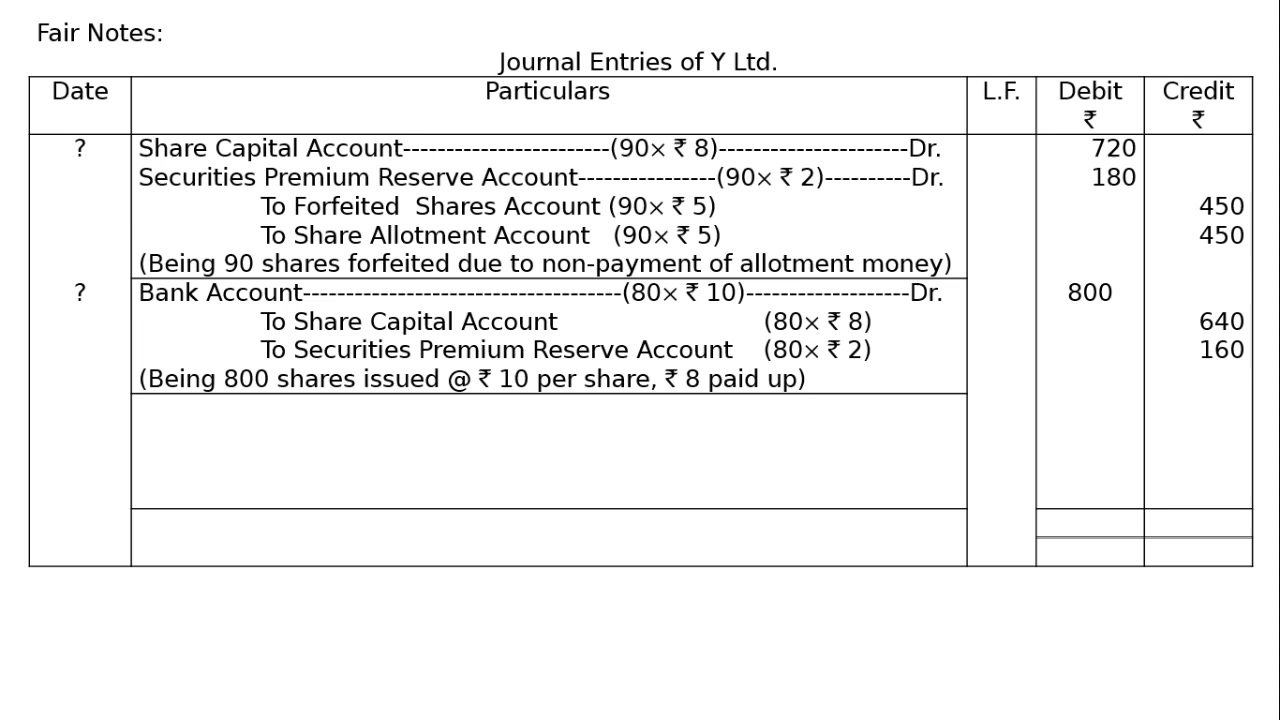 Fair Notes:
Journal Entries of Y Ltd.
Date Particulars L.F. Debit ₹ Credit ₹
? Share Capital Account------------------------(90× ₹ 8)----------------------Dr. 720
Securities Premium Reserve Account----------------(90× ₹ 2)----------Dr. 180
To Forfeited Shares Account (90× ₹ 5) 450
To Share Allotment Account (90× ₹ 5) 450
(Being 90 shares forfeited due to non-payment of allotment money)
? Bank Account-------------------------------------(80× ₹ 10)-------------------Dr. 800
To Share Capital Account (80× ₹ 8) 640
To Securities Premium Reserve Account (80× ₹ 2) 160
(Being 800 shares issued @ ₹ 10 per share, ₹ 8 paid up)